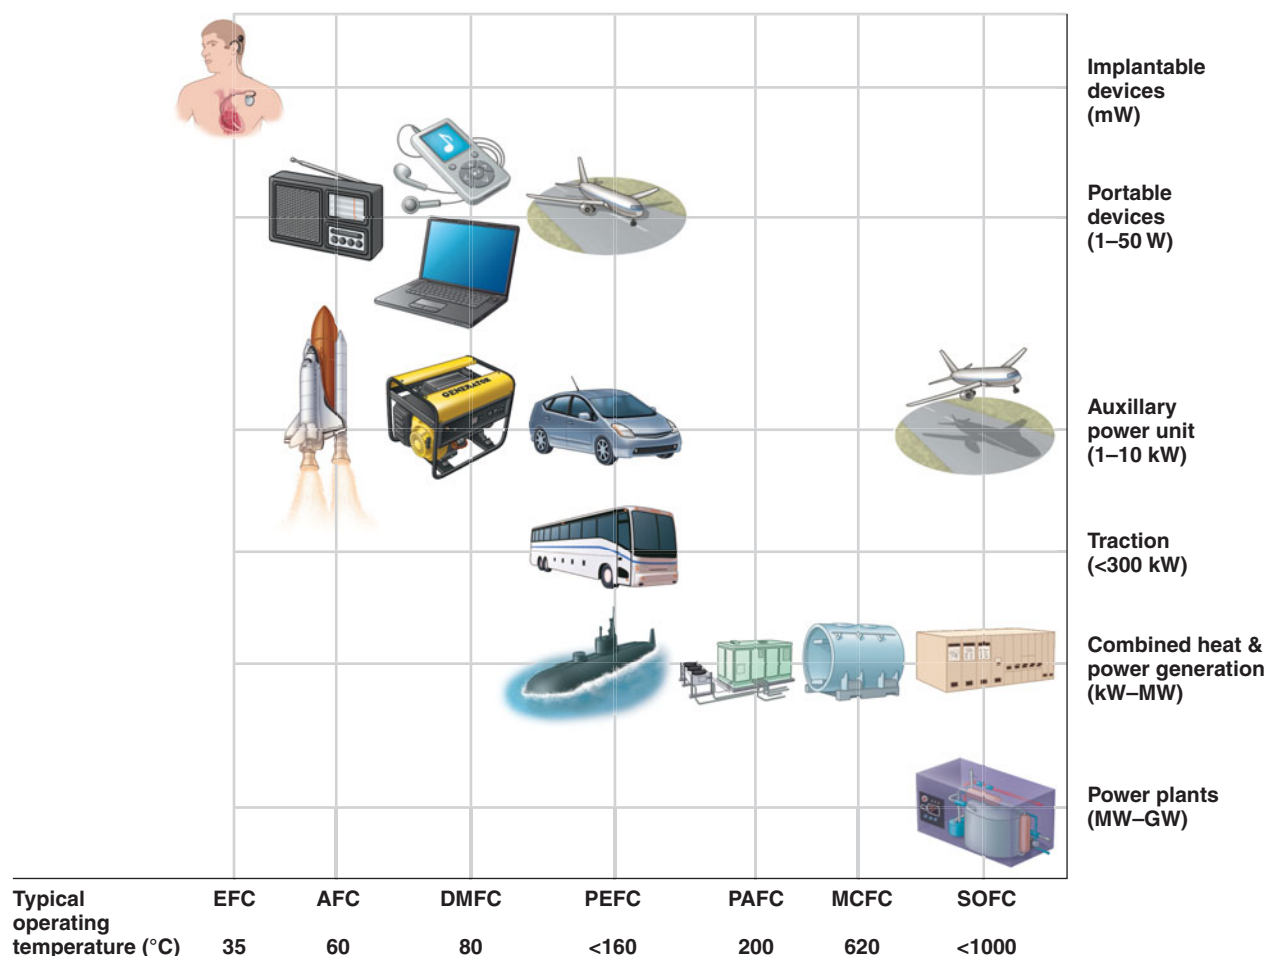 Implantable
devices
(mW)
Portable
devices
(1–50 W)
GENERATOR
Auxillary
power unit
(1–10 kW)
Traction
(<300 kW)
Combined heat &
power generation
(kW–MW)
Power plants
(MW–GW)
Typical
operating
temperature (°C)
EFC AFC DMFC PEFC PAFC MCFC SOFC
35 60 80 <160 200 620 <1000